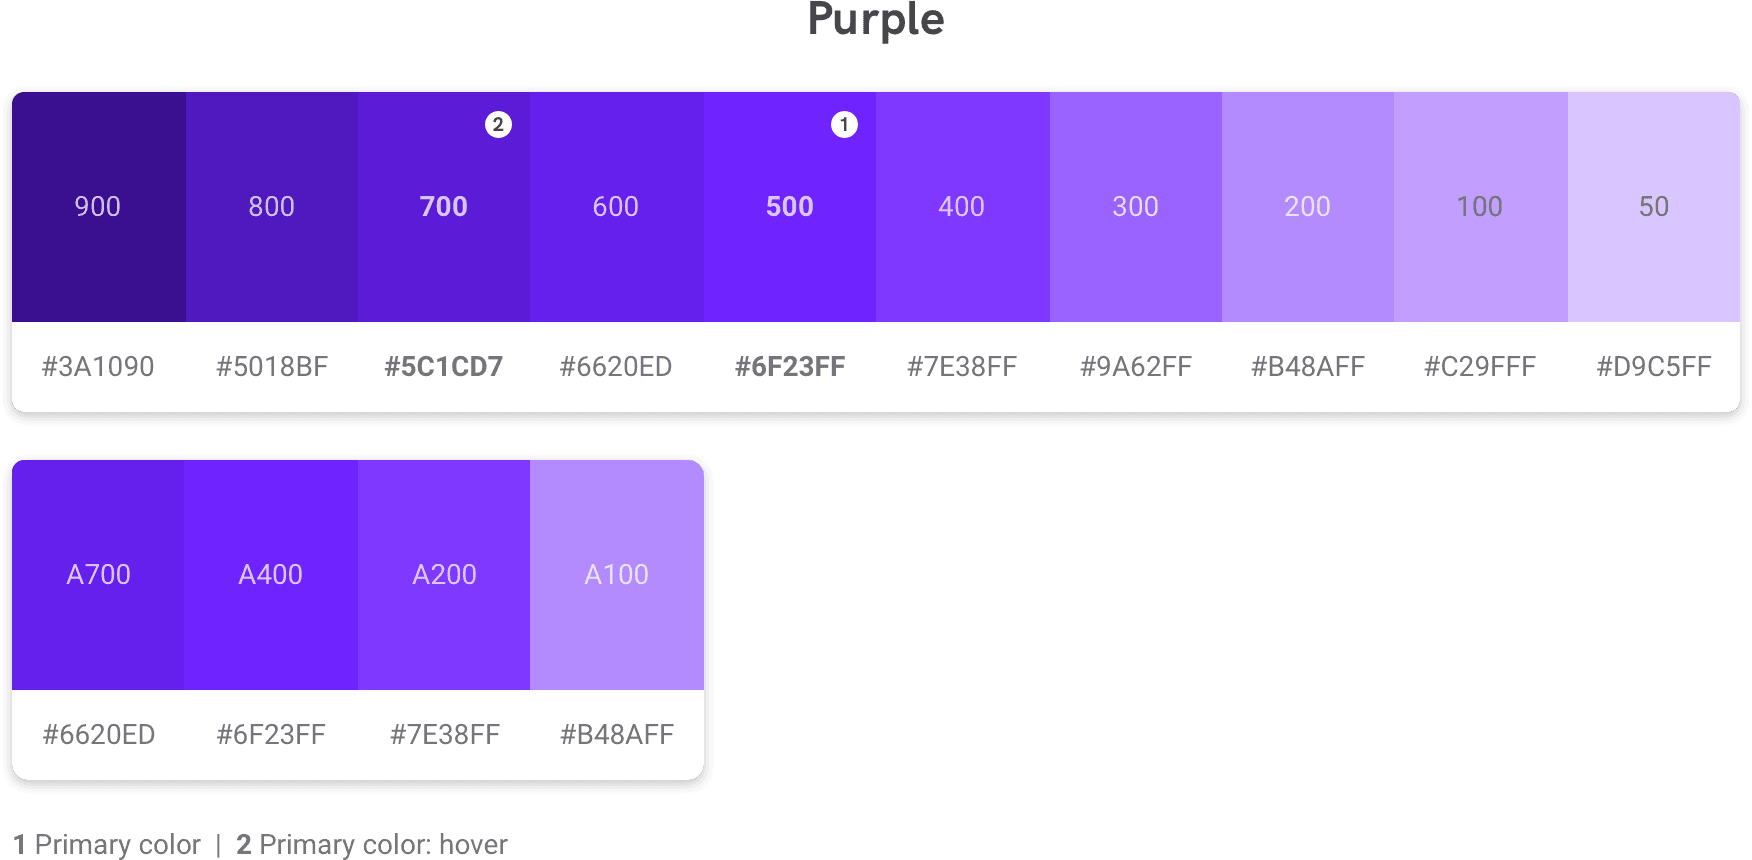 Purple
2 1
900 800 700 600 500 400 300 200 100 50
#3A1090 #5018BF #5C1CD7 #6620ED #6F23FF #7E38FF #9A62FF #B48AFF #C29FFF #D9C5FF
A700 A400 A200 A100
#6620ED #6F23FF #7E38FF #B48AFF
1 Primary color | 2 Primary color: hover